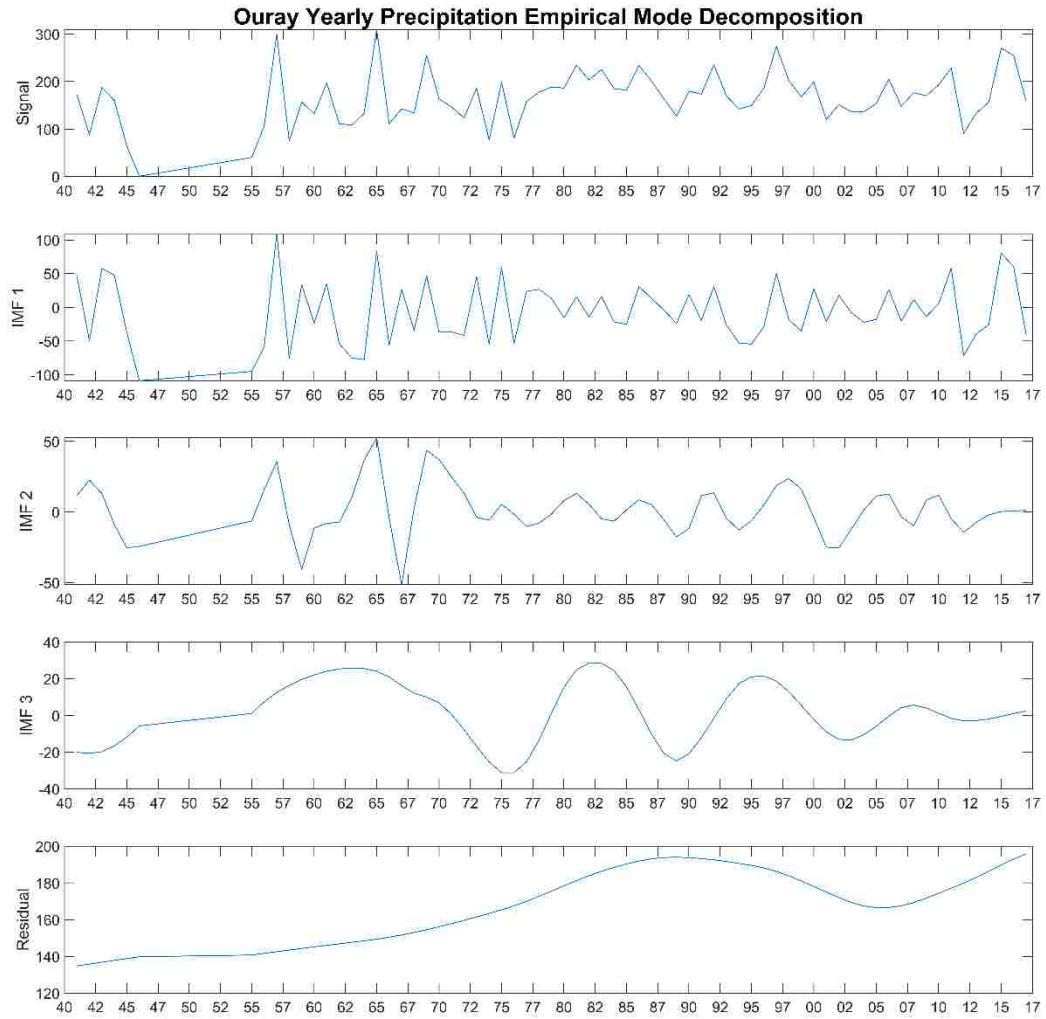 Ouray Yearly Precipitation Empirical Mode Decomposition
300
200
100
0
Signal
40 42 45 47 50 52 55 57 60 62 65 67 70 72 75 77 80 82 85 87 90 92 95 97 00 02 05 07 10 12 15 17
100
50
0
-50
-100
IMF 1
40 42 45 47 50 52 55 57 60 62 65 67 70 72 75 77 80 82 85 87 90 92 95 97 00 02 05 07 10 12 15 17
50
0
-50
IMF 2
40 42 45 47 50 52 55 57 60 62 65 67 70 72 75 77 80 82 85 87 90 92 95 97 00 02 05 07 10 12 15 17
40
20
0
-20
-40
IMF 3
40 42 45 47 50 52 55 57 60 62 65 67 70 72 75 77 80 82 85 87 90 92 95 97 00 02 05 07 10 12 15 17
200
180
160
140
120
Residual
40 42 45 47 50 52 55 57 60 62 65 67 70 72 75 77 80 82 85 87 90 92 95 97 00 02 05 07 10 12 15 17